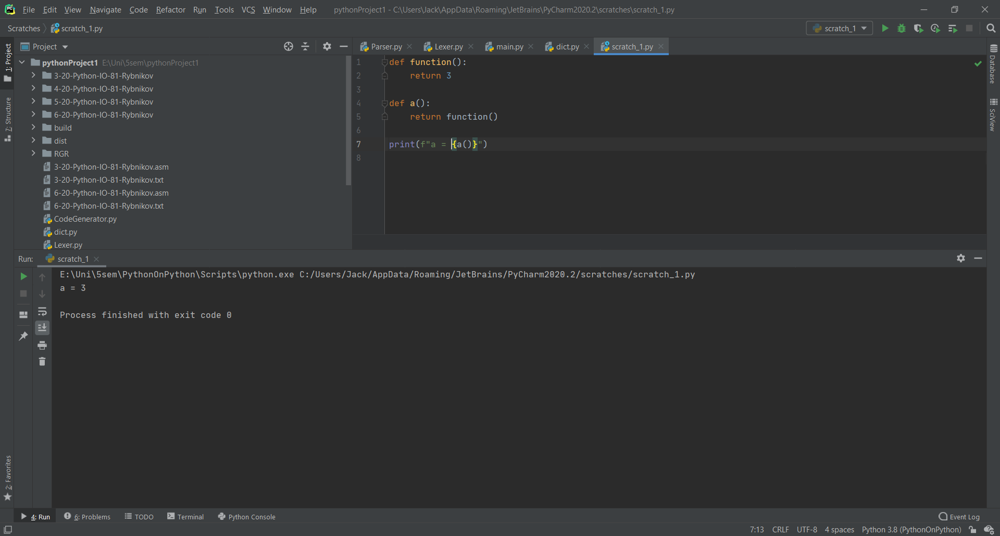 File Edit View Navigate Code Refactor Run Tools VCS Window Help pythonProject1 - C:\Users\Jack\AppData\Roaming\JetBrains\PyCharm2020.2\scratches\scratch_1.py
Scratches scratch_1.py scratch_1
1: Project
7: Structure
2: Favorites
Project
pythonProject1 E:\Uni\5sem\pythonProject1
3-20-Python-IO-81-Rybnikov
4-20-Python-IO-81-Rybnikov
5-20-Python-IO-81-Rybnikov
6-20-Python-IO-81-Rybnikov
build
dist
RGR
3-20-Python-IO-81-Rybnikov.asm
3-20-Python-IO-81-Rybnikov.txt
6-20-Python-IO-81-Rybnikov.asm
6-20-Python-IO-81-Rybnikov.txt
CodeGenerator.py
dict.py
Lexer.py
Parser.py Lexer.py main.py dict.py scratch_1.py
1 def function():
2 return 3
3
4 def a():
5 return function()
6
7 print(f"a = {a()}")
8
Database
SciView
Run: scratch_1
E:\Uni\5sem\PythonOnPython\Scripts\python.exe C:/Users/Jack/AppData/Roaming/JetBrains/PyCharm2020.2/scratches/scratch_1.py
a = 3
Process finished with exit code 0
4: Run 6: Problems TODO Terminal Python Console Event Log
7:13 CRLF UTF-8 4 spaces Python 3.8 (PythonOnPython)